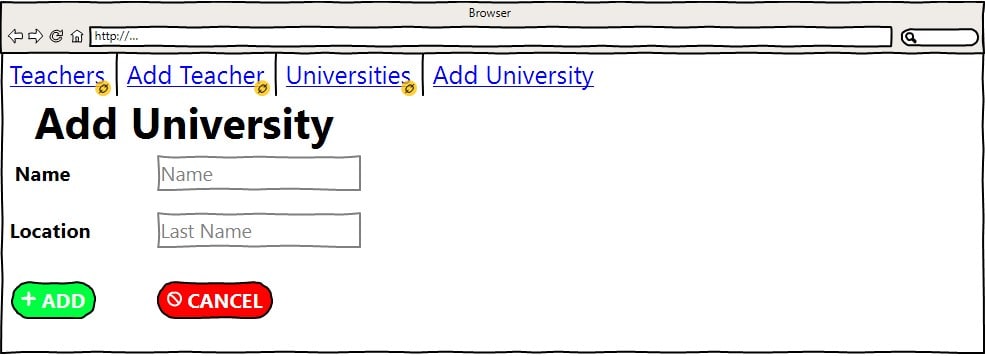 Browser
http://...
Teachers Add Teacher Universities Add University
Add University
Name Name
Location Last Name
ADD CANCEL